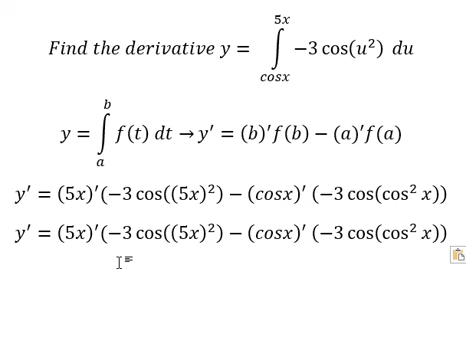 Find the derivative y = ∫_{cosx}^{5x} −3 cos(u²) du
y = ∫_{a}^{b} f(t) dt → y′ = (b)′f(b) − (a)′f(a)
y′ = (5x)′(−3 cos((5x)²) − (cosx)′ (−3 cos(cos² x))
y′ = (5x)′(−3 cos((5x)²) − (cosx)′ (−3 cos(cos² x))